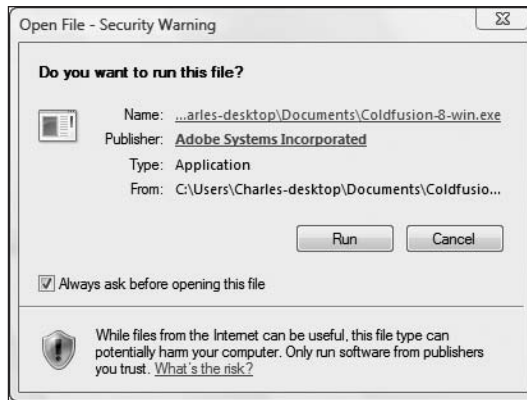 Open File - Security Warning
Do you want to run this file?
Name: ...arles-desktop\Documents\Coldfusion-8-win.exe
Publisher: Adobe Systems Incorporated
Type: Application
From: C:\Users\Charles-desktop\Documents\Coldfusio...
Run Cancel
Always ask before opening this file
While files from the Internet can be useful, this file type can
potentially harm your computer. Only run software from publishers
you trust. What's the risk?